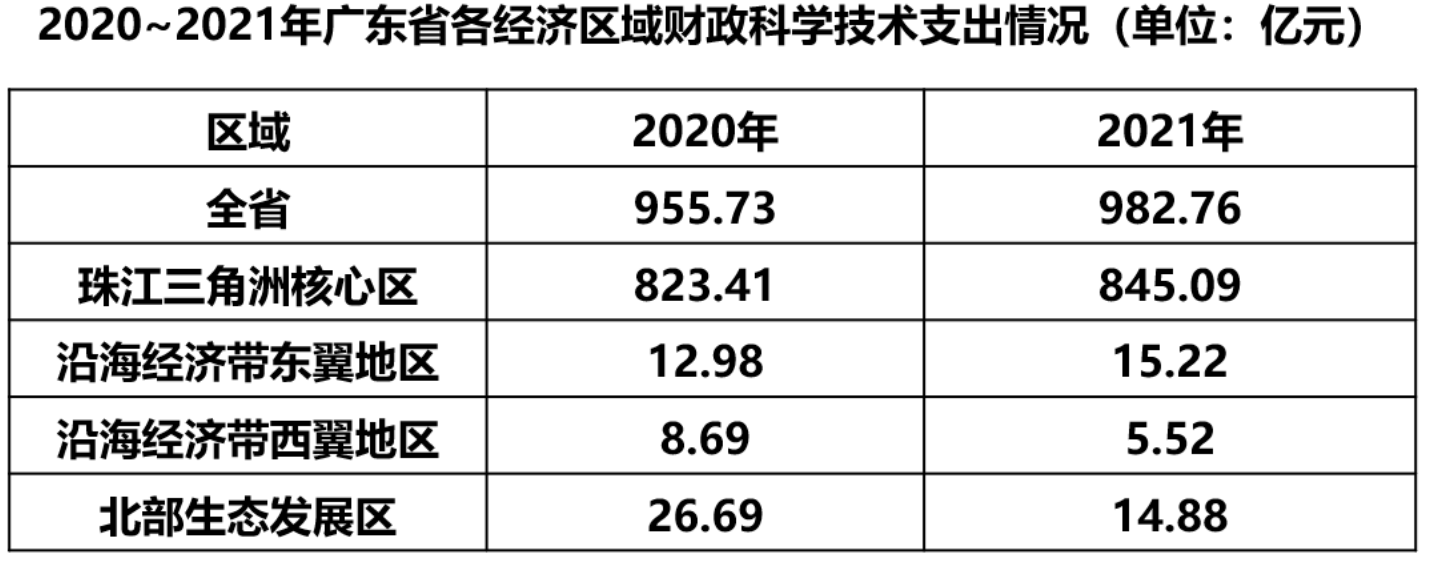 2020~2021年广东省各经济区域财政科学技术支出情况（单位：亿元）
区域 2020年 2021年
全省 955.73 982.76
珠江三角洲核心区 823.41 845.09
沿海经济带东翼地区 12.98 15.22
沿海经济带西翼地区 8.69 5.52
北部生态发展区 26.69 14.88